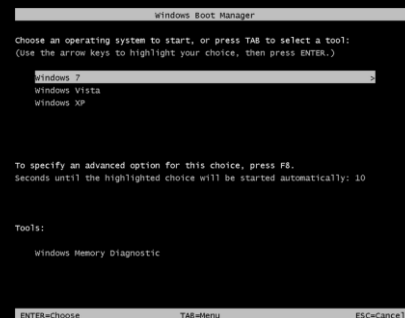 Windows Boot Manager
Choose an operating system to start, or press TAB to select a tool:
(Use the arrow keys to highlight your choice, then press ENTER.)
Windows 7 >
Windows Vista
Windows XP
To specify an advanced option for this choice, press F8.
Seconds until the highlighted choice will be started automatically: 10
Tools:
Windows Memory Diagnostic
ENTER=Choose TAB=Menu ESC=Cancel